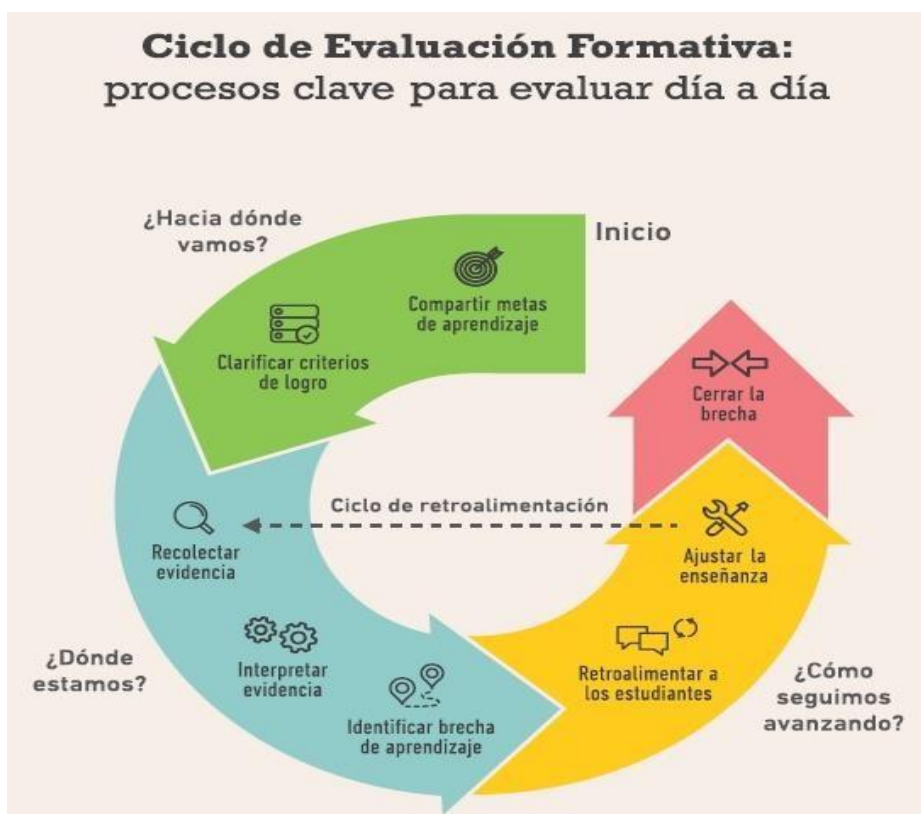 Ciclo de Evaluación Formativa:
procesos clave para evaluar día a día
¿Hacia dónde
vamos?
Inicio
Compartir metas
de aprendizaje
Clarificar criterios
de logro
Cerrar la
brecha
Ciclo de retroalimentación
Recolectar
evidencia
Ajustar la
enseñanza
¿Dónde
estamos?
Interpretar
evidencia
Identificar brecha
de aprendizaje
Retroalimentar a
los estudiantes
¿Cómo
seguimos
avanzando?